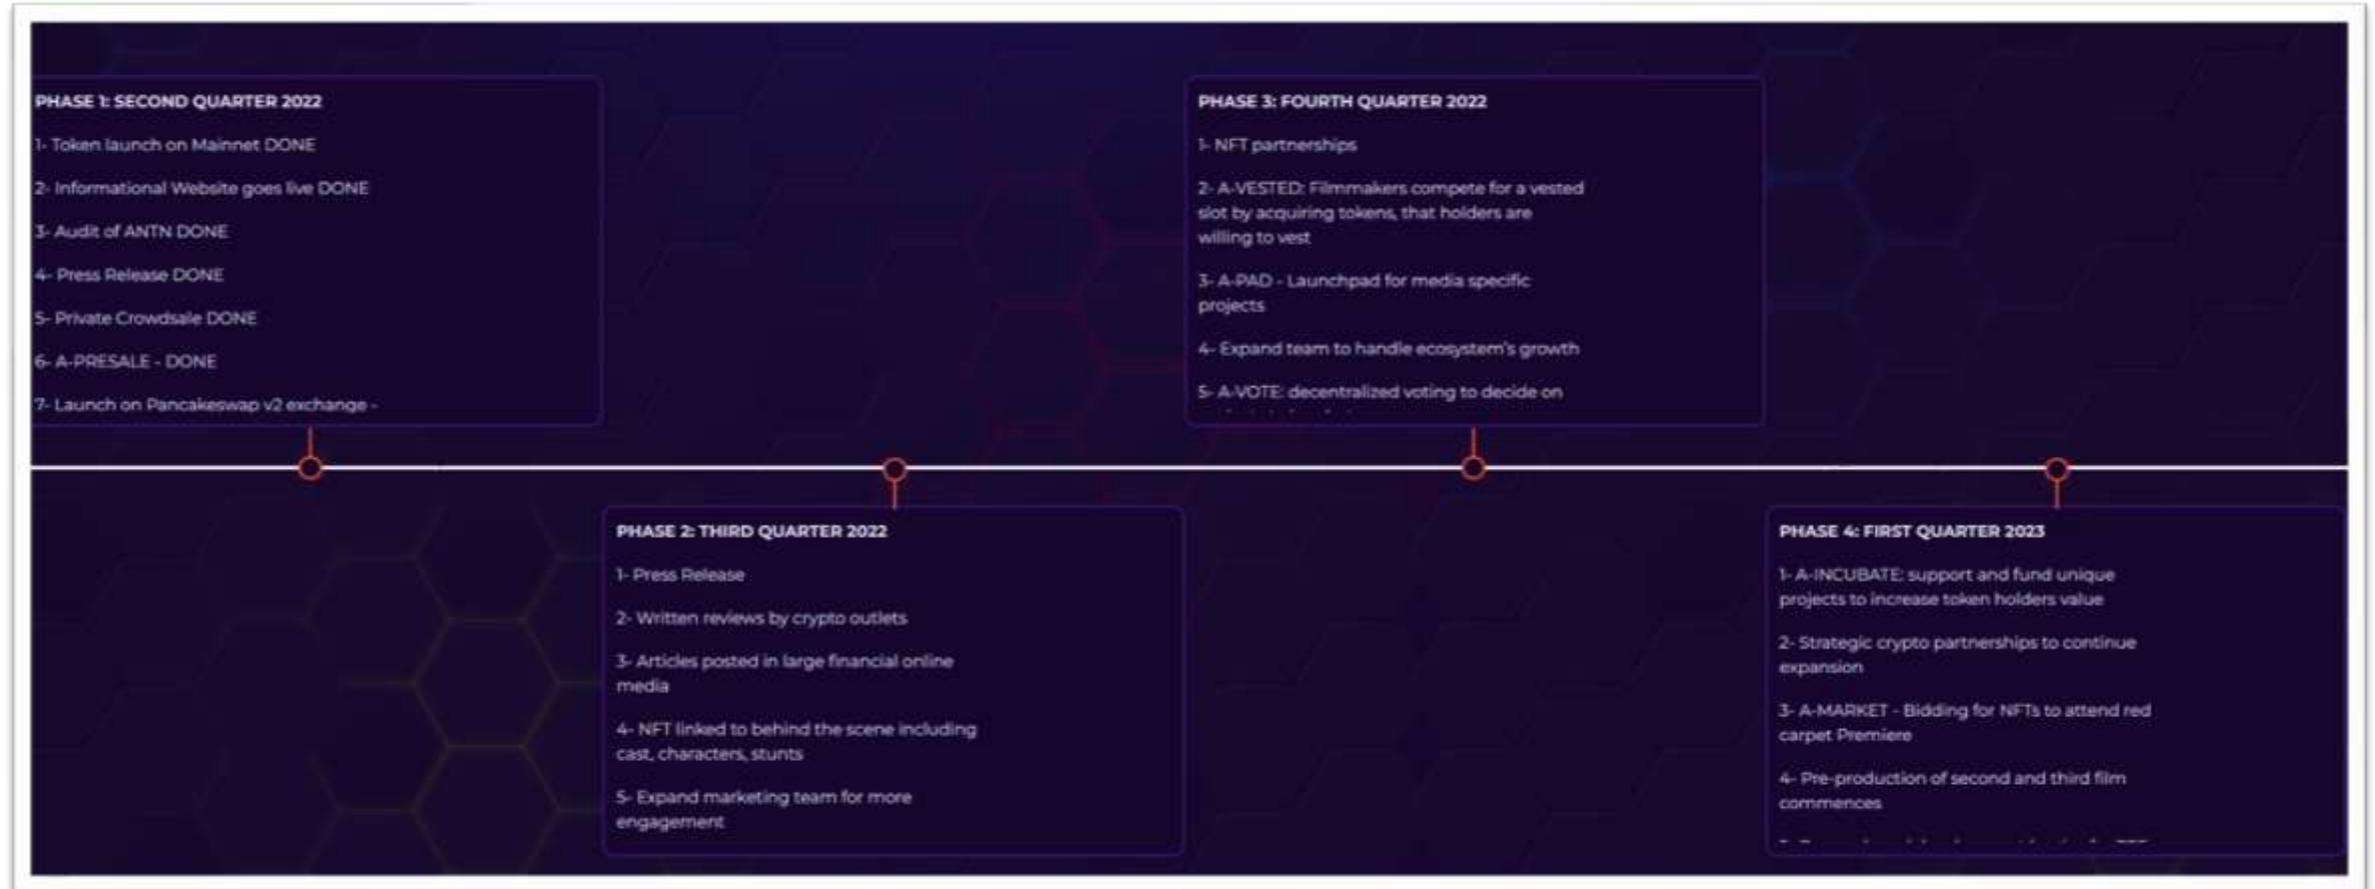 PHASE 1: SECOND QUARTER 2022
1- Token launch on Mainnet DONE
2- Informational Website goes live DONE
3- Audit of ANTN DONE
4- Press Release DONE
5- Private Crowdsale DONE
6- A-PRESALE - DONE
7- Launch on Pancakeswap v2 exchange -
PHASE 2: THIRD QUARTER 2022
1- Press Release
2- Written reviews by crypto outlets
3- Articles posted in large financial online
media
4- NFT linked to behind the scene including
cast, characters, stunts
5- Expand marketing team for more
engagement
PHASE 3: FOURTH QUARTER 2022
1- NFT partnerships
2- A-VESTED: Filmmakers compete for a vested
slot by acquiring tokens, that holders are
willing to vest
3- A-PAD - Launchpad for media specific
projects
4- Expand team to handle ecosystem's growth
5- A-VOTE: decentralized voting to decide on
PHASE 4: FIRST QUARTER 2023
1- A-INCUBATE: support and fund unique
projects to increase token holders value
2- Strategic crypto partnerships to continue
expansion
3- A-MARKET - Bidding for NFTs to attend red
carpet Premiere
4- Pre-production of second and third film
commences